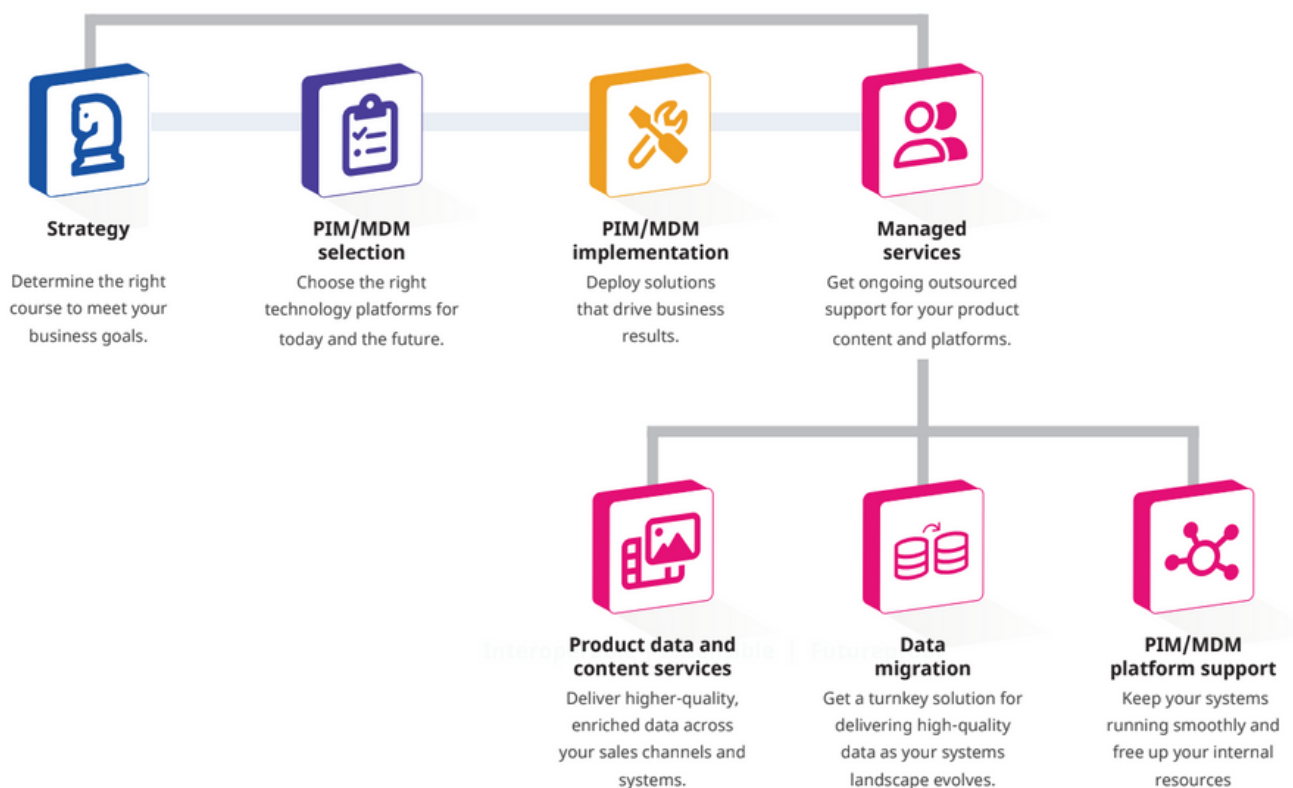 Strategy
Determine the right
course to meet your
business goals.
PIM/MDM
selection
Choose the right
technology platforms for
today and the future.
PIM/MDM
implementation
Deploy solutions
that drive business
results.
Managed
services
Get ongoing outsourced
support for your product
content and platforms.
Product data and
content services
Deliver higher-quality,
enriched data across
your sales channels and
systems.
Data
migration
Get a turnkey solution for
delivering high-quality
data as your systems
landscape evolves.
PIM/MDM
platform support
Keep your systems
running smoothly and
free up your internal
resources